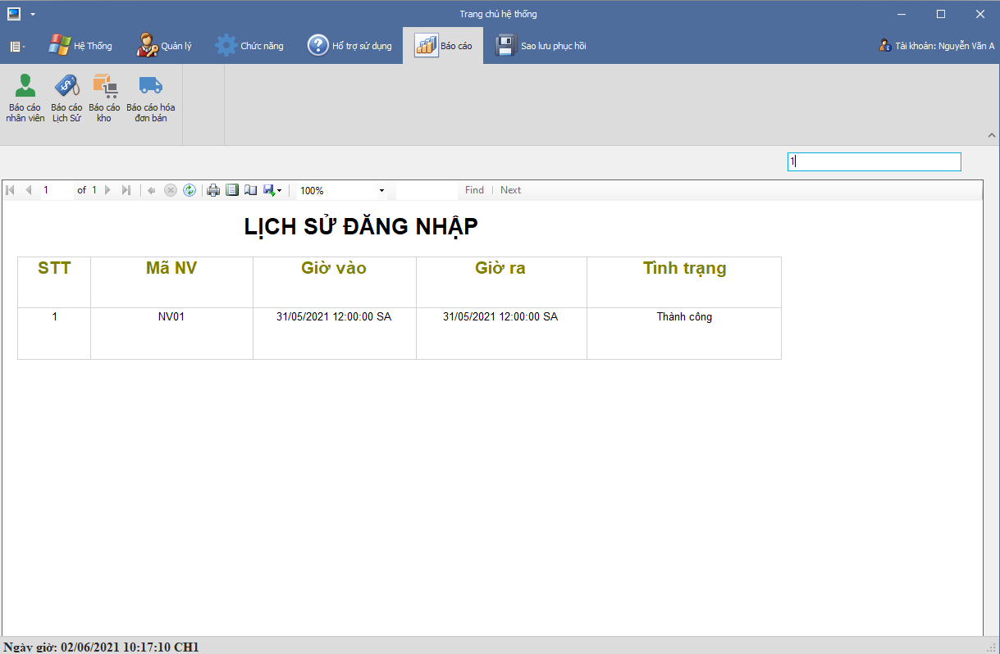 Trang chủ hệ thống
Hệ Thống Quản lý Chức năng Hổ trợ sử dụng Báo cáo Sao lưu phục hồi Tài khoản: Nguyễn Văn A
Báo cáo nhân viên
Báo cáo Lịch Sử
Báo cáo kho
Báo cáo hóa đơn bán
1
1 of 1 100% Find Next
LỊCH SỬ ĐĂNG NHẬP
STT Mã NV Giờ vào Giờ ra Tình trạng
1 NV01 31/05/2021 12:00:00 SA 31/05/2021 12:00:00 SA Thành công
Ngày giờ: 02/06/2021 10:17:10 CH1